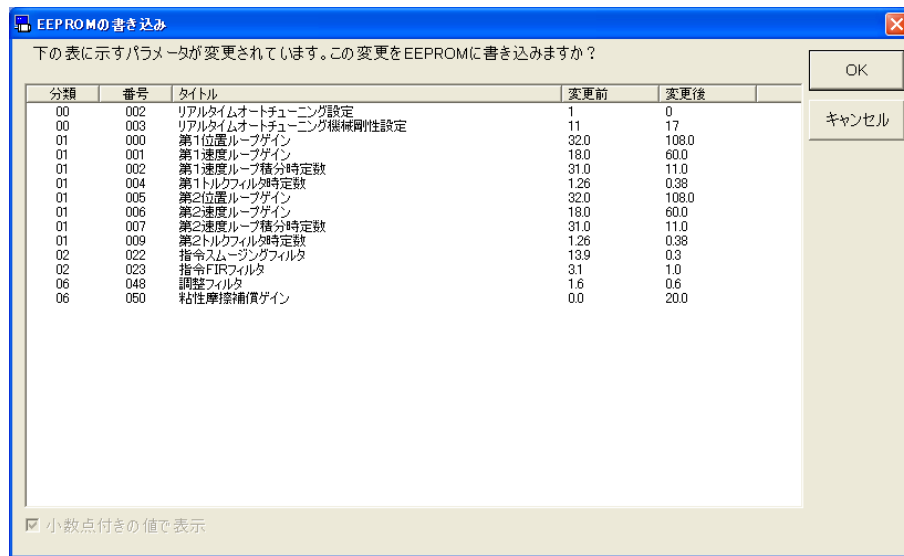 EEPROMの書き込み
下の表に示すパラメータが変更されています。この変更をEEPROMに書き込みますか？
OK
キャンセル
分類 番号 タイトル 変更前 変更後
00 002 リアルタイムオートチューニング設定 1 0
00 003 リアルタイムオートチューニング機械剛性設定 11 17
01 000 第1位置ループゲイン 32.0 108.0
01 001 第1速度ループゲイン 18.0 60.0
01 002 第1速度ループ積分時定数 31.0 11.0
01 004 第1トルクフィルタ時定数 1.26 0.38
01 005 第2位置ループゲイン 32.0 108.0
01 006 第2速度ループゲイン 18.0 60.0
01 007 第2速度ループ積分時定数 31.0 11.0
01 009 第2トルクフィルタ時定数 1.26 0.38
02 022 指令スムージングフィルタ 13.9 0.3
02 023 指令FIRフィルタ 3.1 1.0
06 048 調整フィルタ 1.6 0.6
06 050 粘性摩擦補償ゲイン 0.0 20.0
小数点付きの値で表示